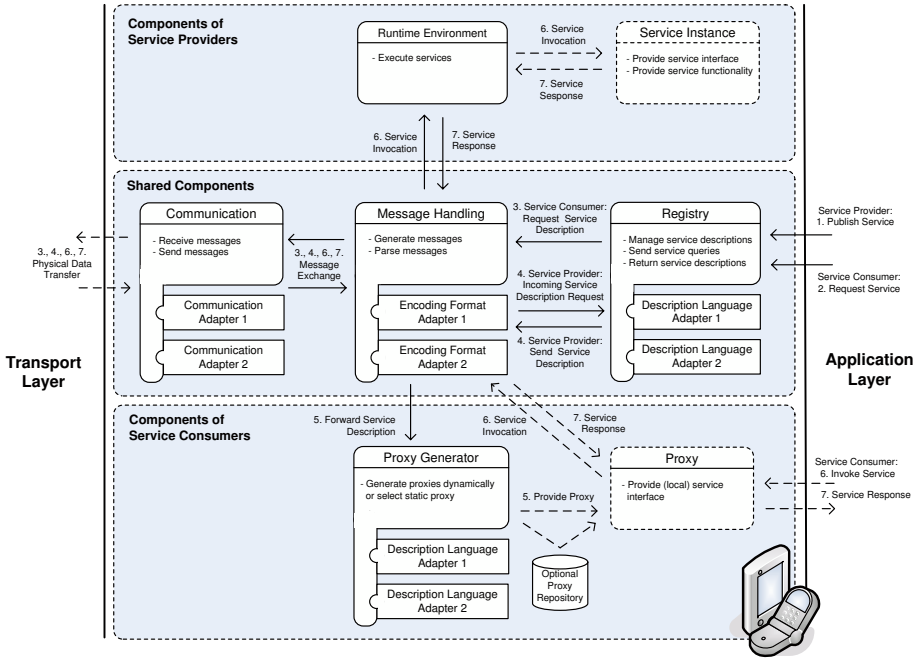 Components of
Service Providers
Runtime Environment
- Execute services
6. Service
Invocation
7. Service
Sesponse
Service Instance
- Provide service interface
- Provide service functionality
6. Service
Invocation
7. Service
Response
Shared Components
Communication
- Receive messages
- Send messages
Communication
Adapter 1
Communication
Adapter 2
3., 4., 6., 7.
Physical Data
Transfer
3., 4., 6., 7.
Message
Exchange
Message Handling
- Generate messages
- Parse messages
Encoding Format
Adapter 1
Encoding Format
Adapter 2
3. Service Consumer:
Request Service
Description
4. Service Provider:
Incoming Service
Description Request
4. Service Provider:
Send Service
Description
Registry
- Manage service descriptions
- Send service queries
- Return service descriptions
Description Language
Adapter 1
Description Language
Adapter 2
Service Provider:
1. Publish Service
Service Consumer:
2. Request Service
Transport
Layer
Application
Layer
Components of
Service Consumers
5. Forward Service
Description
6. Service
Invocation
7. Service
Response
Proxy Generator
- Generate proxies dynamically
or select static proxy
Description Language
Adapter 1
Description Language
Adapter 2
5. Provide Proxy
Optional
Proxy
Repository
Proxy
- Provide (local) service
interface
Service Consumer:
6. Invoke Service
7. Service Response